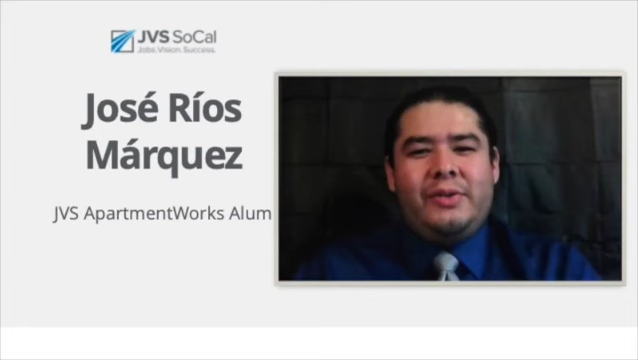 JVS SoCal
Jobs. Vision. Success.
José Ríos
Márquez
JVS ApartmentWorks Alum